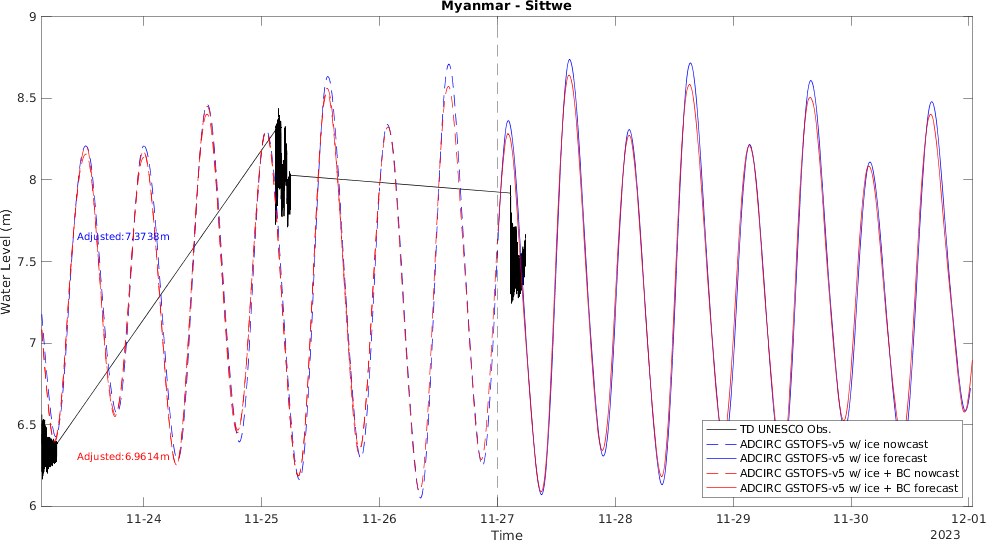 Myanmar - Sittwe
9
8.5
8
7.5
7
6.5
6
Water Level (m)
Adjusted:7.3738m
Adjusted:6.9614m
TD UNESCO Obs.
ADCIRC GSTOFS-v5 w/ ice nowcast
ADCIRC GSTOFS-v5 w/ ice forecast
ADCIRC GSTOFS-v5 w/ ice + BC nowcast
ADCIRC GSTOFS-v5 w/ ice + BC forecast
11-24 11-25 11-26 11-27 11-28 11-29 11-30 12-01
Time
2023